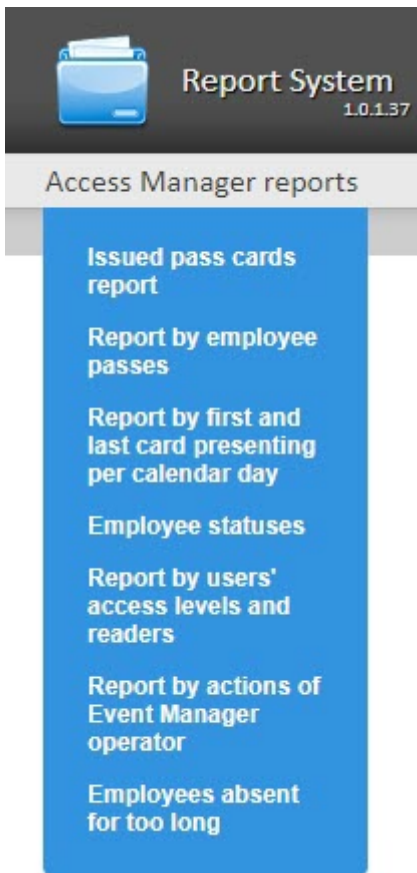 Report System
1.0.1.37
Access Manager reports
Issued pass cards
report
Report by employee
passes
Report by first and
last card presenting
per calendar day
Employee statuses
Report by users'
access levels and
readers
Report by actions of
Event Manager
operator
Employees absent
for too long